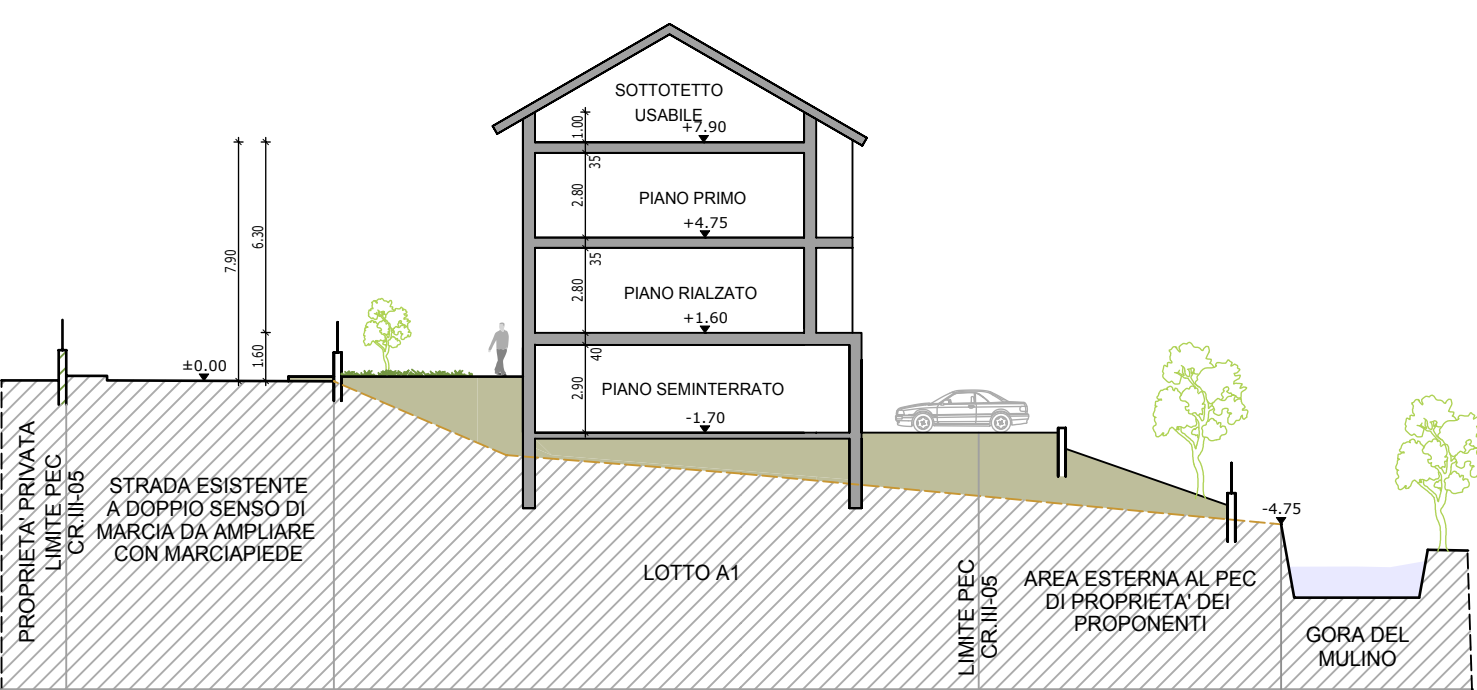 SOTTOTETTO
USABILE
+7.90
1.00
35
PIANO PRIMO
+4.75
2.80
35
PIANO RIALZATO
+1.60
2.80
40
PIANO SEMINTERRATO
-1.70
2.90
7.90
6.30
1.60
±0.00
PROPRIETA' PRIVATA
LIMITE PEC
CR.III-05
STRADA ESISTENTE
A DOPPIO SENSO DI
MARCIA DA AMPLIARE
CON MARCIAPIEDE
LOTTO A1
LIMITE PEC
CR.III-05
AREA ESTERNA AL PEC
DI PROPRIETA' DEI
PROPONENTI
-4.75
GORA DEL
MULINO